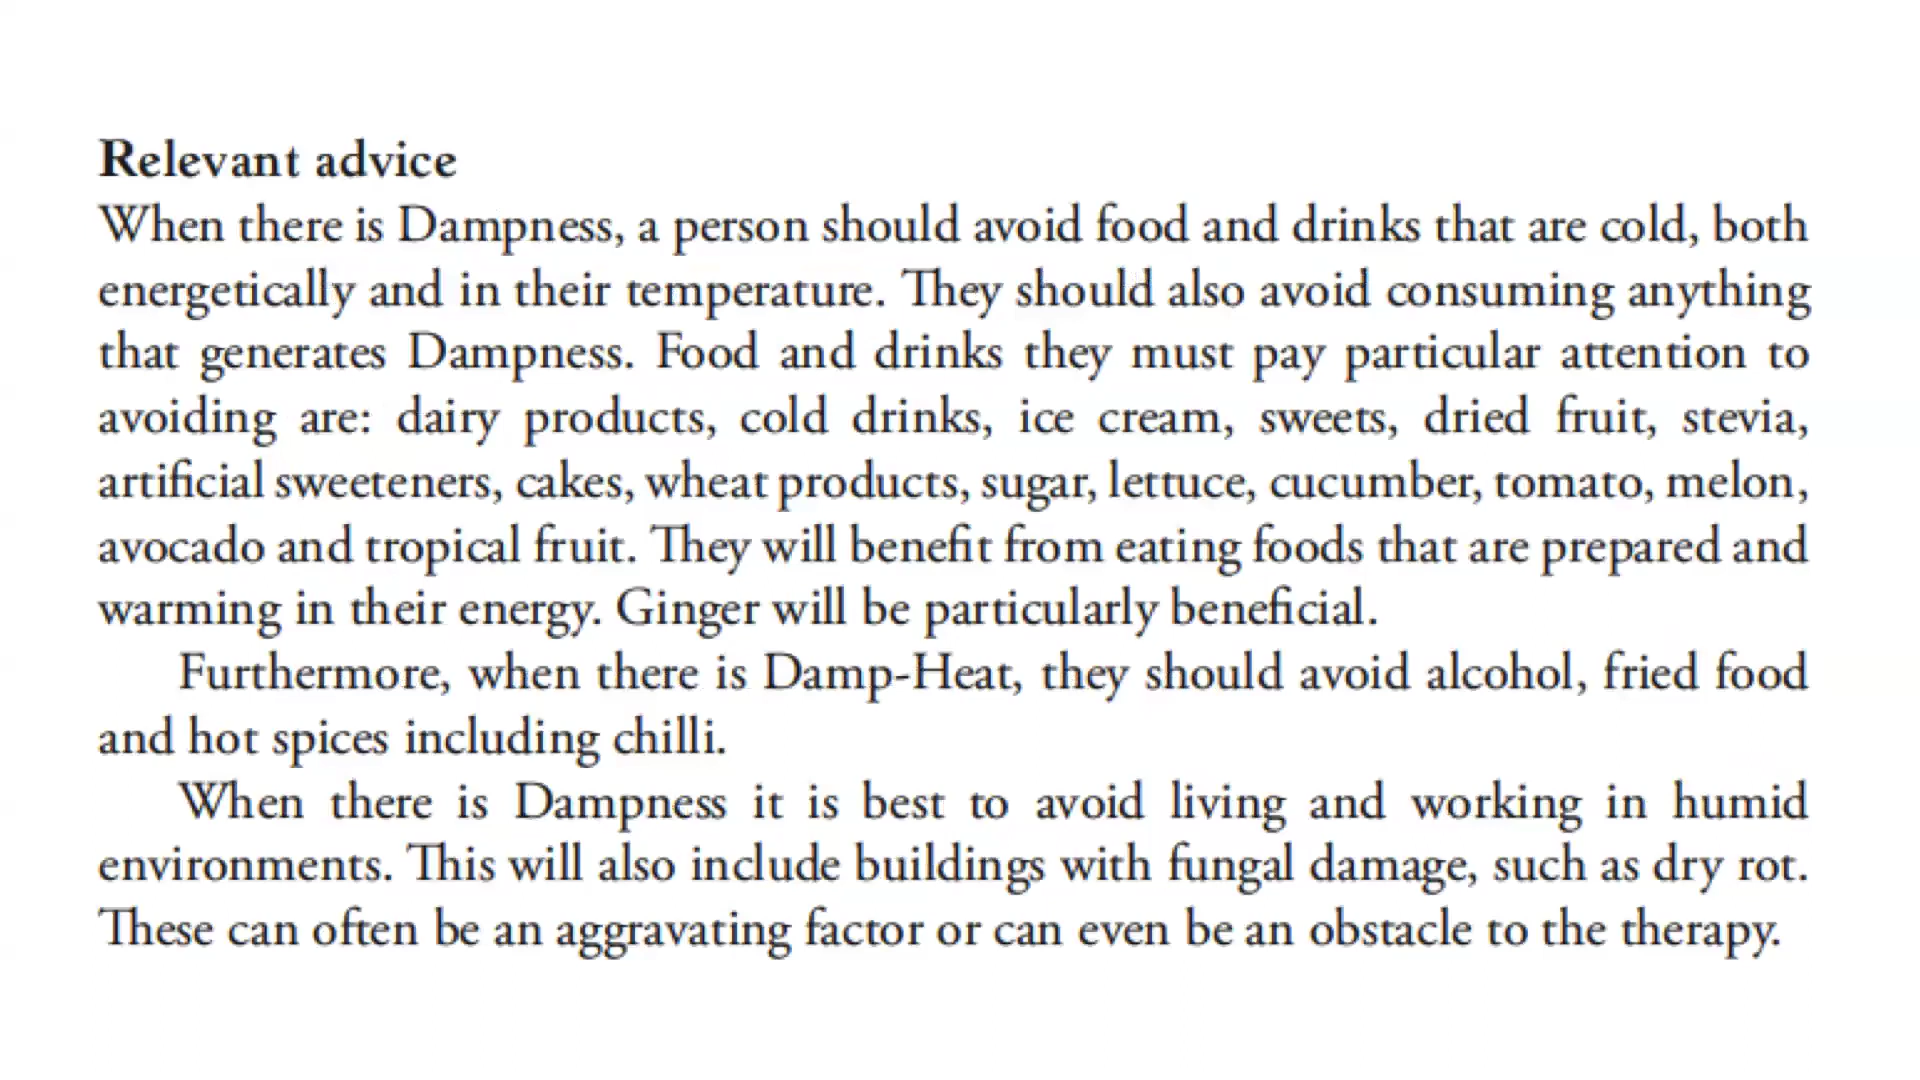 Relevant advice
When there is Dampness, a person should avoid food and drinks that are cold, both
energetically and in their temperature. They should also avoid consuming anything
that generates Dampness. Food and drinks they must pay particular attention to
avoiding are: dairy products, cold drinks, ice cream, sweets, dried fruit, stevia,
artificial sweeteners, cakes, wheat products, sugar, lettuce, cucumber, tomato, melon,
avocado and tropical fruit. They will benefit from eating foods that are prepared and
warming in their energy. Ginger will be particularly beneficial.
Furthermore, when there is Damp-Heat, they should avoid alcohol, fried food
and hot spices including chilli.
When there is Dampness it is best to avoid living and working in humid
environments. This will also include buildings with fungal damage, such as dry rot.
These can often be an aggravating factor or can even be an obstacle to the therapy.